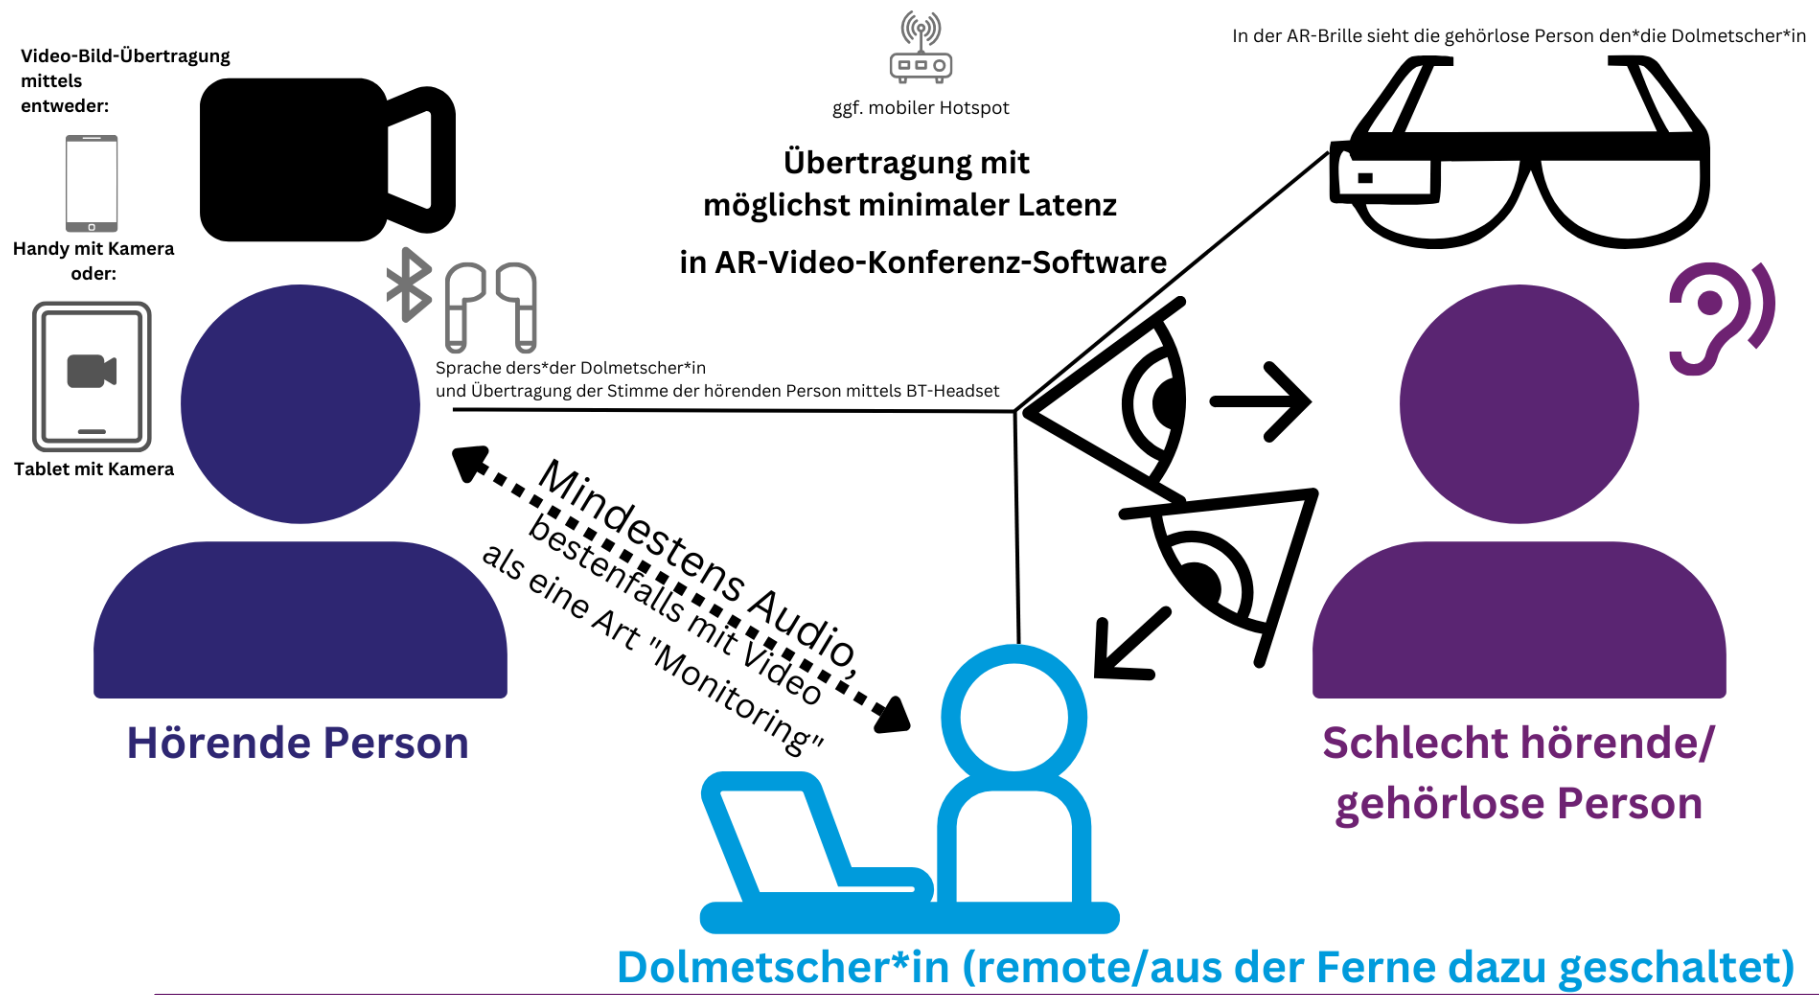 Video-Bild-Übertragung
mittels
entweder:
Handy mit Kamera
oder:
Tablet mit Kamera
ggf. mobiler Hotspot
Übertragung mit
möglichst minimaler Latenz
in AR-Video-Konferenz-Software
In der AR-Brille sieht die gehörlose Person den*die Dolmetscher*in
Sprache ders*der Dolmetscher*in
und Übertragung der Stimme der hörenden Person mittels BT-Headset
Mindestens Audio,
bestenfalls mit Video
als eine Art "Monitoring"
Hörende Person
Schlecht hörende/
gehörlose Person
Dolmetscher*in (remote/aus der Ferne dazu geschaltet)